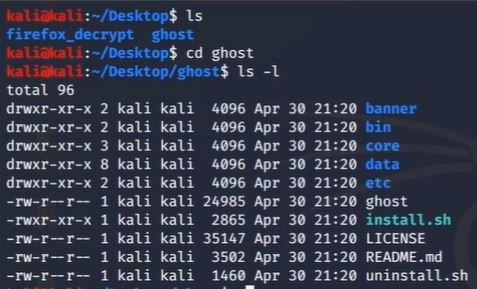 kali@kali:~/Desktop$ ls
firefox_decrypt  ghost
kali@kali:~/Desktop$ cd ghost
kali@kali:~/Desktop/ghost$ ls -l
total 96
drwxr-xr-x 2 kali kali  4096 Apr 30 21:20 banner
drwxr-xr-x 2 kali kali  4096 Apr 30 21:20 bin
drwxr-xr-x 3 kali kali  4096 Apr 30 21:20 core
drwxr-xr-x 8 kali kali  4096 Apr 30 21:20 data
drwxr-xr-x 2 kali kali  4096 Apr 30 21:20 etc
-rw-r--r-- 1 kali kali 24985 Apr 30 21:20 ghost
-rwxr-xr-x 1 kali kali  2865 Apr 30 21:20 install.sh
-rw-r--r-- 1 kali kali 35147 Apr 30 21:20 LICENSE
-rw-r--r-- 1 kali kali  3502 Apr 30 21:20 README.md
-rw-r--r-- 1 kali kali  1460 Apr 30 21:20 uninstall.sh